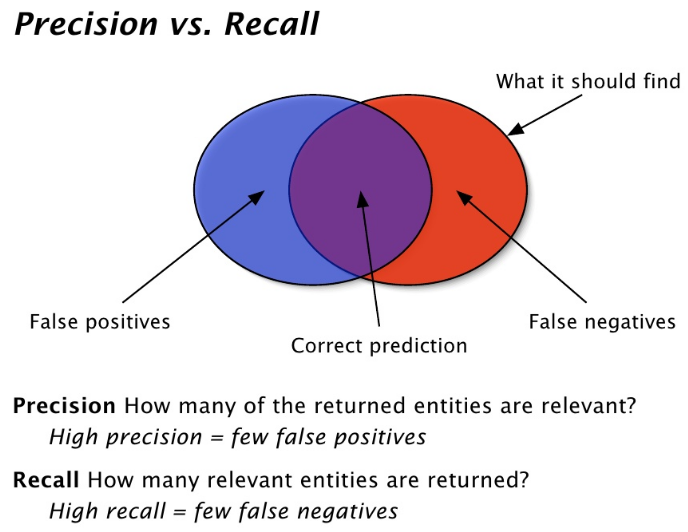 Precision vs. Recall
What it should find
False positives
False negatives
Correct prediction
Precision How many of the returned entities are relevant?
High precision = few false positives
Recall How many relevant entities are returned?
High recall = few false negatives